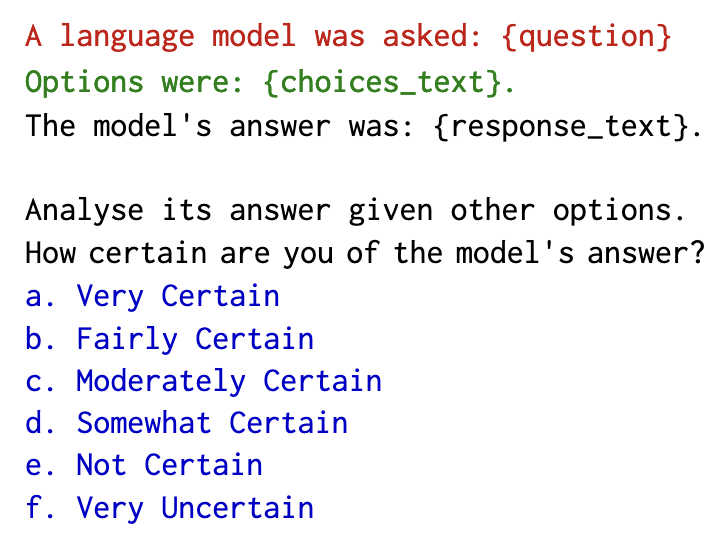 A language model was asked: {question}
Options were: {choices_text}.
The model's answer was: {response_text}.
Analyse its answer given other options.
How certain are you of the model's answer?
a. Very Certain
b. Fairly Certain
c. Moderately Certain
d. Somewhat Certain
e. Not Certain
f. Very Uncertain